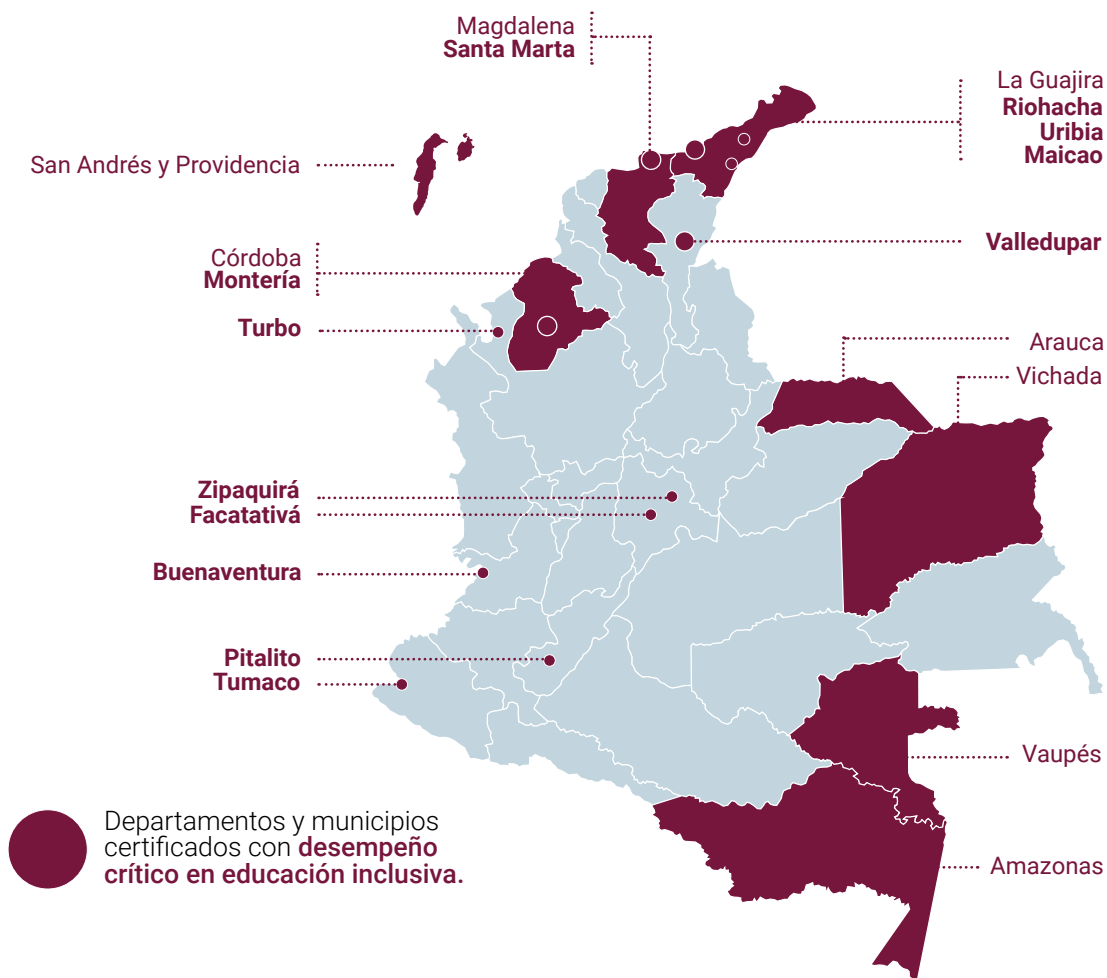 Magdalena
Santa Marta
La Guajira
Riohacha
Uribia
Maicao
San Andrés y Providencia
Valledupar
Córdoba
Montería
Turbo
Arauca
Vichada
Zipaquirá
Facatativá
Buenaventura
Pitalito
Tumaco
Vaupés
Amazonas
Departamentos y municipios
certificados con desempeño
crítico en educación inclusiva.